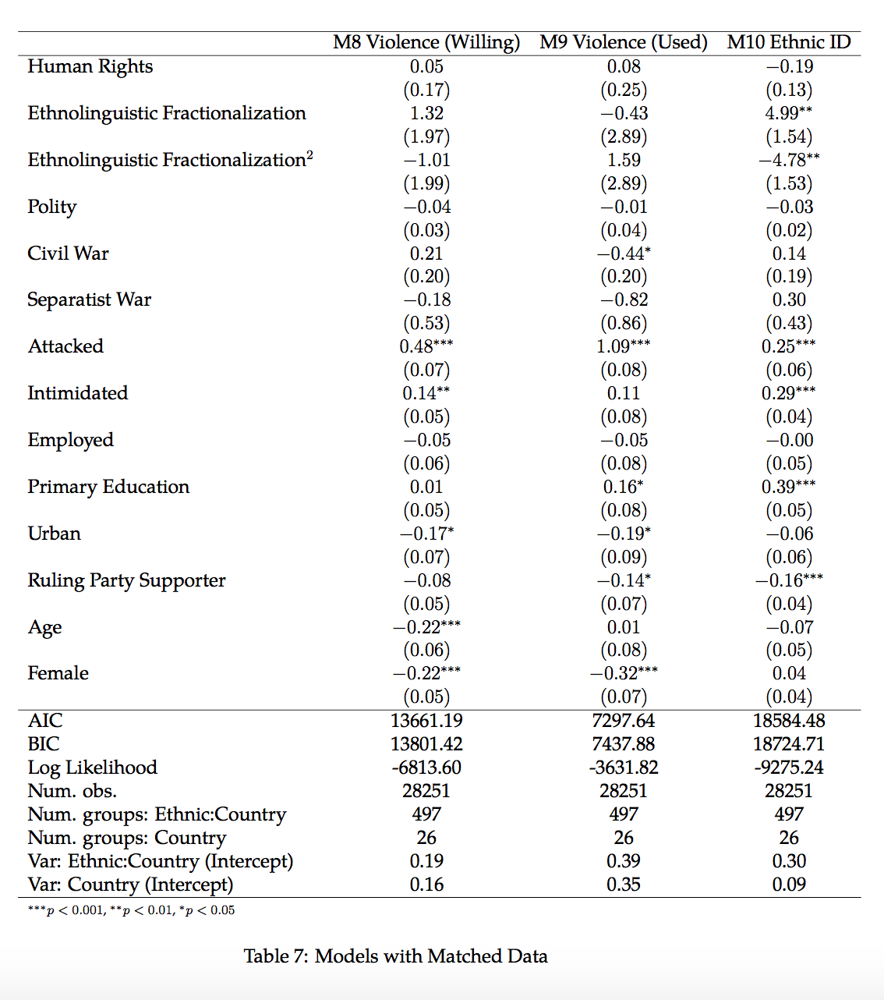 M8 Violence (Willing) M9 Violence (Used) M10 Ethnic ID
Human Rights 0.05 0.08 −0.19
(0.17) (0.25) (0.13)
Ethnolinguistic Fractionalization 1.32 −0.43 4.99**
(1.97) (2.89) (1.54)
Ethnolinguistic Fractionalization² −1.01 1.59 −4.78**
(1.99) (2.89) (1.53)
Polity −0.04 −0.01 −0.03
(0.03) (0.04) (0.02)
Civil War 0.21 −0.44* 0.14
(0.20) (0.20) (0.19)
Separatist War −0.18 −0.82 0.30
(0.53) (0.86) (0.43)
Attacked 0.48*** 1.09*** 0.25***
(0.07) (0.08) (0.06)
Intimidated 0.14** 0.11 0.29***
(0.05) (0.08) (0.04)
Employed −0.05 −0.05 −0.00
(0.06) (0.08) (0.05)
Primary Education 0.01 0.16* 0.39***
(0.05) (0.08) (0.05)
Urban −0.17* −0.19* −0.06
(0.07) (0.09) (0.06)
Ruling Party Supporter −0.08 −0.14* −0.16***
(0.05) (0.07) (0.04)
Age −0.22*** 0.01 −0.07
(0.06) (0.08) (0.05)
Female −0.22*** −0.32*** 0.04
(0.05) (0.07) (0.04)
AIC 13661.19 7297.64 18584.48
BIC 13801.42 7437.88 18724.71
Log Likelihood -6813.60 -3631.82 -9275.24
Num. obs. 28251 28251 28251
Num. groups: Ethnic:Country 497 497 497
Num. groups: Country 26 26 26
Var: Ethnic:Country (Intercept) 0.19 0.39 0.30
Var: Country (Intercept) 0.16 0.35 0.09
***p < 0.001, **p < 0.01, *p < 0.05
Table 7: Models with Matched Data